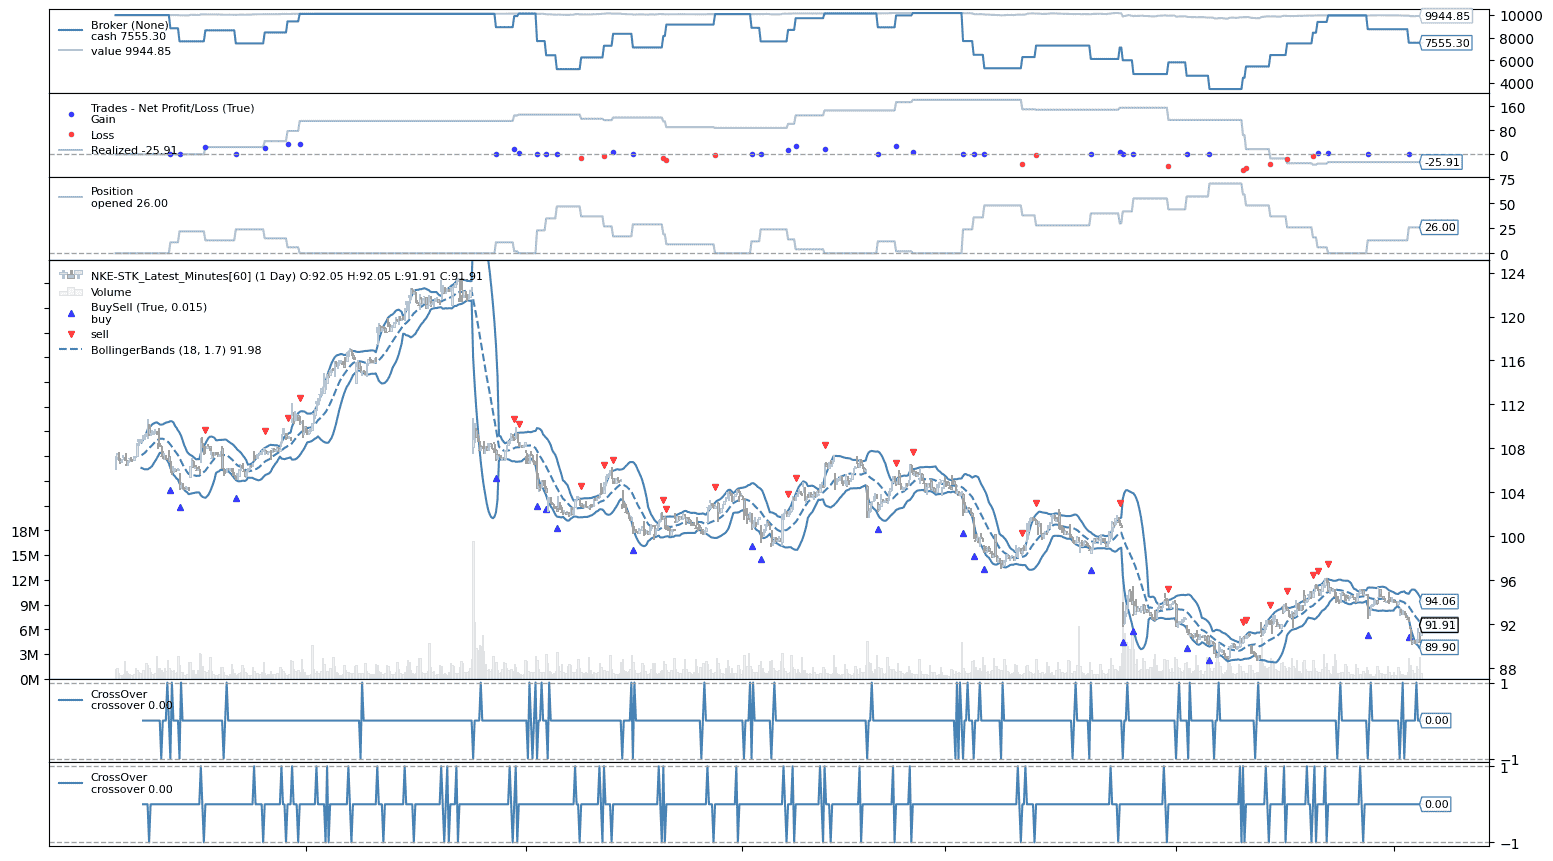 Broker (None)
cash 7555.30
value 9944.85
10000
9944.85
8000
7555.30
6000
4000
Trades - Net Profit/Loss (True)
Gain
Loss
Realized -25.91
160
80
0
-25.91
Position
opened 26.00
75
50
25
26.00
0
NKE-STK_Latest_Minutes[60] (1 Day) O:92.05 H:92.05 L:91.91 C:91.91
Volume
BuySell (True, 0.015)
buy
sell
BollingerBands (18, 1.7) 91.98
124
120
116
112
108
104
100
96
94.06
92
91.91
89.90
88
18M
15M
12M
9M
6M
3M
0M
CrossOver
crossover 0.00
1
0.00
−1
CrossOver
crossover 0.00
1
0.00
−1